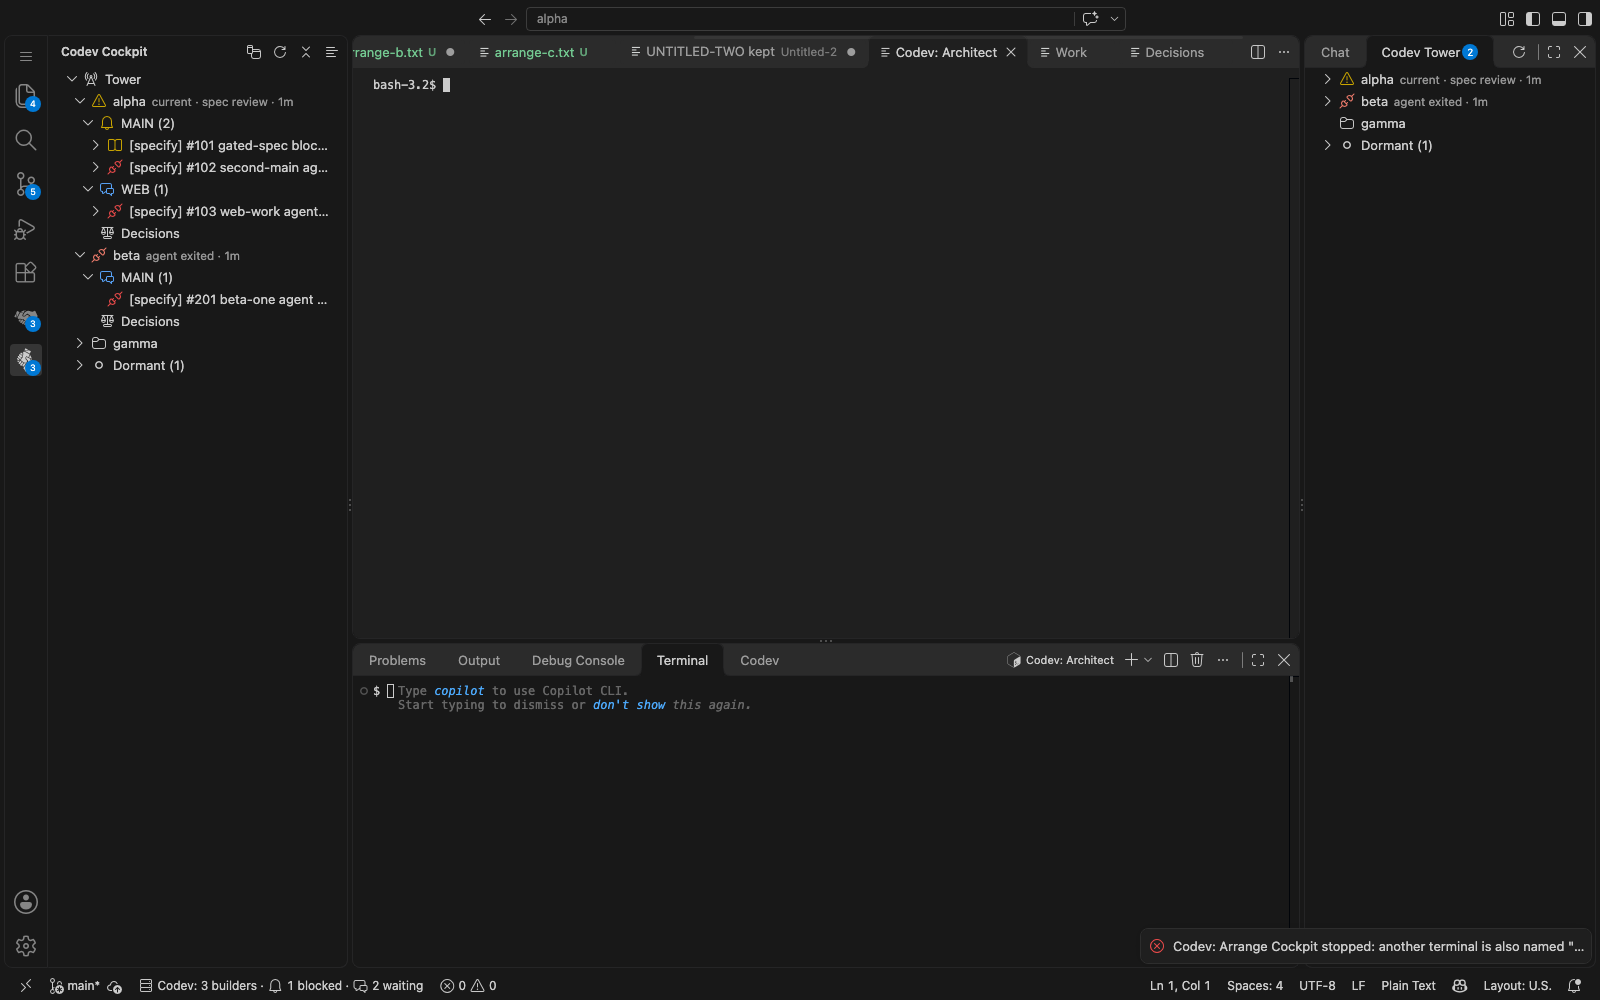 alpha
Codev Cockpit
Tower
alpha current · spec review · 1m
MAIN (2)
[specify] #101 gated-spec bloc...
[specify] #102 second-main ag...
WEB (1)
[specify] #103 web-work agent...
Decisions
beta agent exited · 1m
MAIN (1)
[specify] #201 beta-one agent ...
Decisions
gamma
Dormant (1)
4
5
3
3
rrange-b.txt U
arrange-c.txt U
UNTITLED-TWO kept Untitled-2
Codev: Architect
Work
Decisions
bash-3.2$
Problems
Output
Debug Console
Terminal
Codev
Codev: Architect
$ Type copilot to use Copilot CLI.
Start typing to dismiss or don't show this again.
Chat
Codev Tower 2
alpha current · spec review · 1m
beta agent exited · 1m
gamma
Dormant (1)
Codev: Arrange Cockpit stopped: another terminal is also named "...
main*
Codev: 3 builders · 1 blocked · 2 waiting
0 0
Ln 1, Col 1
Spaces: 4
UTF-8
LF
Plain Text
Layout: U.S.